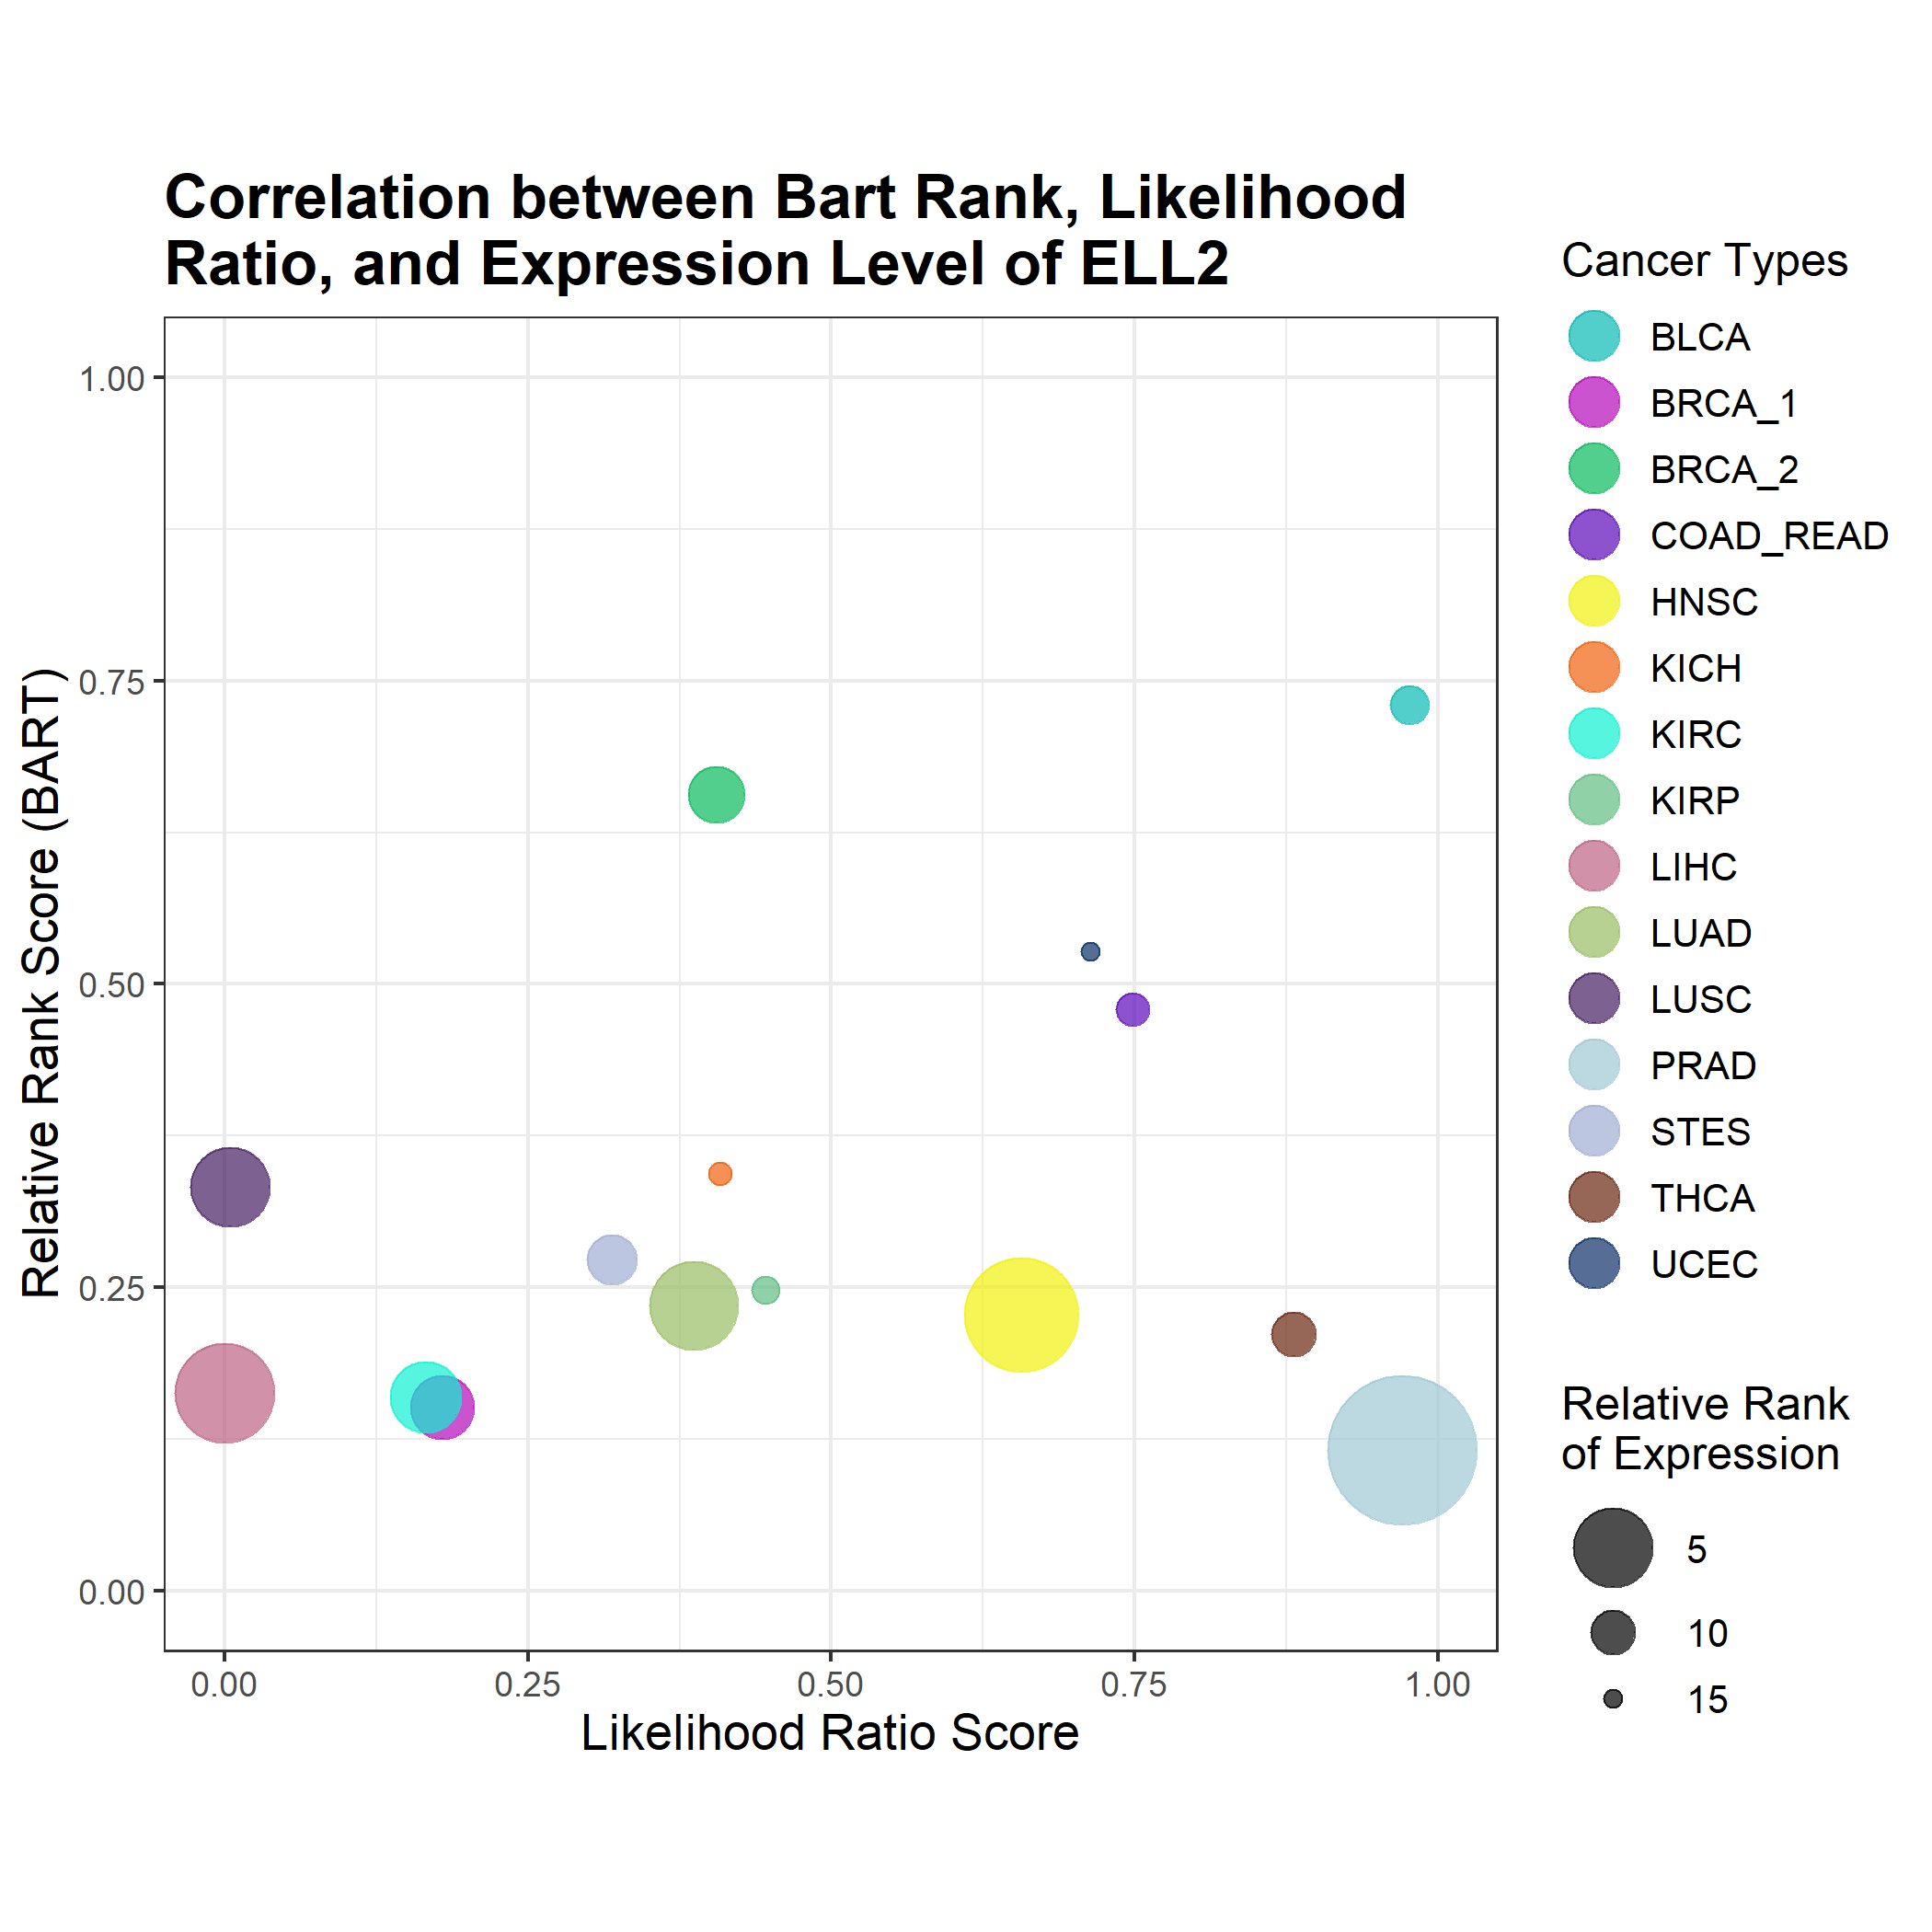 Correlation between Bart Rank, Likelihood
Ratio, and Expression Level of ELL2
Relative Rank Score (BART)
1.00
0.75
0.50
0.25
0.00
0.00
0.25
0.50
0.75
1.00
Likelihood Ratio Score
Cancer Types
BLCA
BRCA_1
BRCA_2
COAD_READ
HNSC
KICH
KIRC
KIRP
LIHC
LUAD
LUSC
PRAD
STES
THCA
UCEC
Relative Rank
of Expression
5
10
15